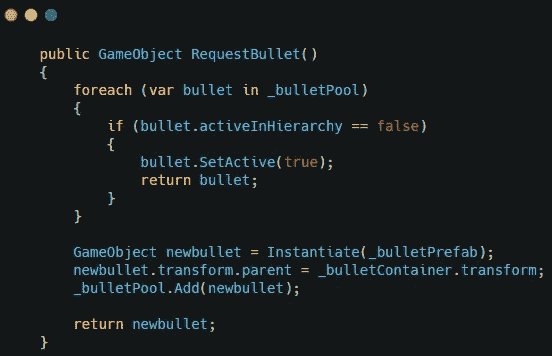 public GameObject RequestBullet()
{
    foreach (var bullet in _bulletPool)
    {
        if (bullet.activeInHierarchy == false)
        {
            bullet.SetActive(true);
            return bullet;
        }
    }

    GameObject newbullet = Instantiate(_bulletPrefab);
    newbullet.transform.parent = _bulletContainer.transform;
    _bulletPool.Add(newbullet);

    return newbullet;
}